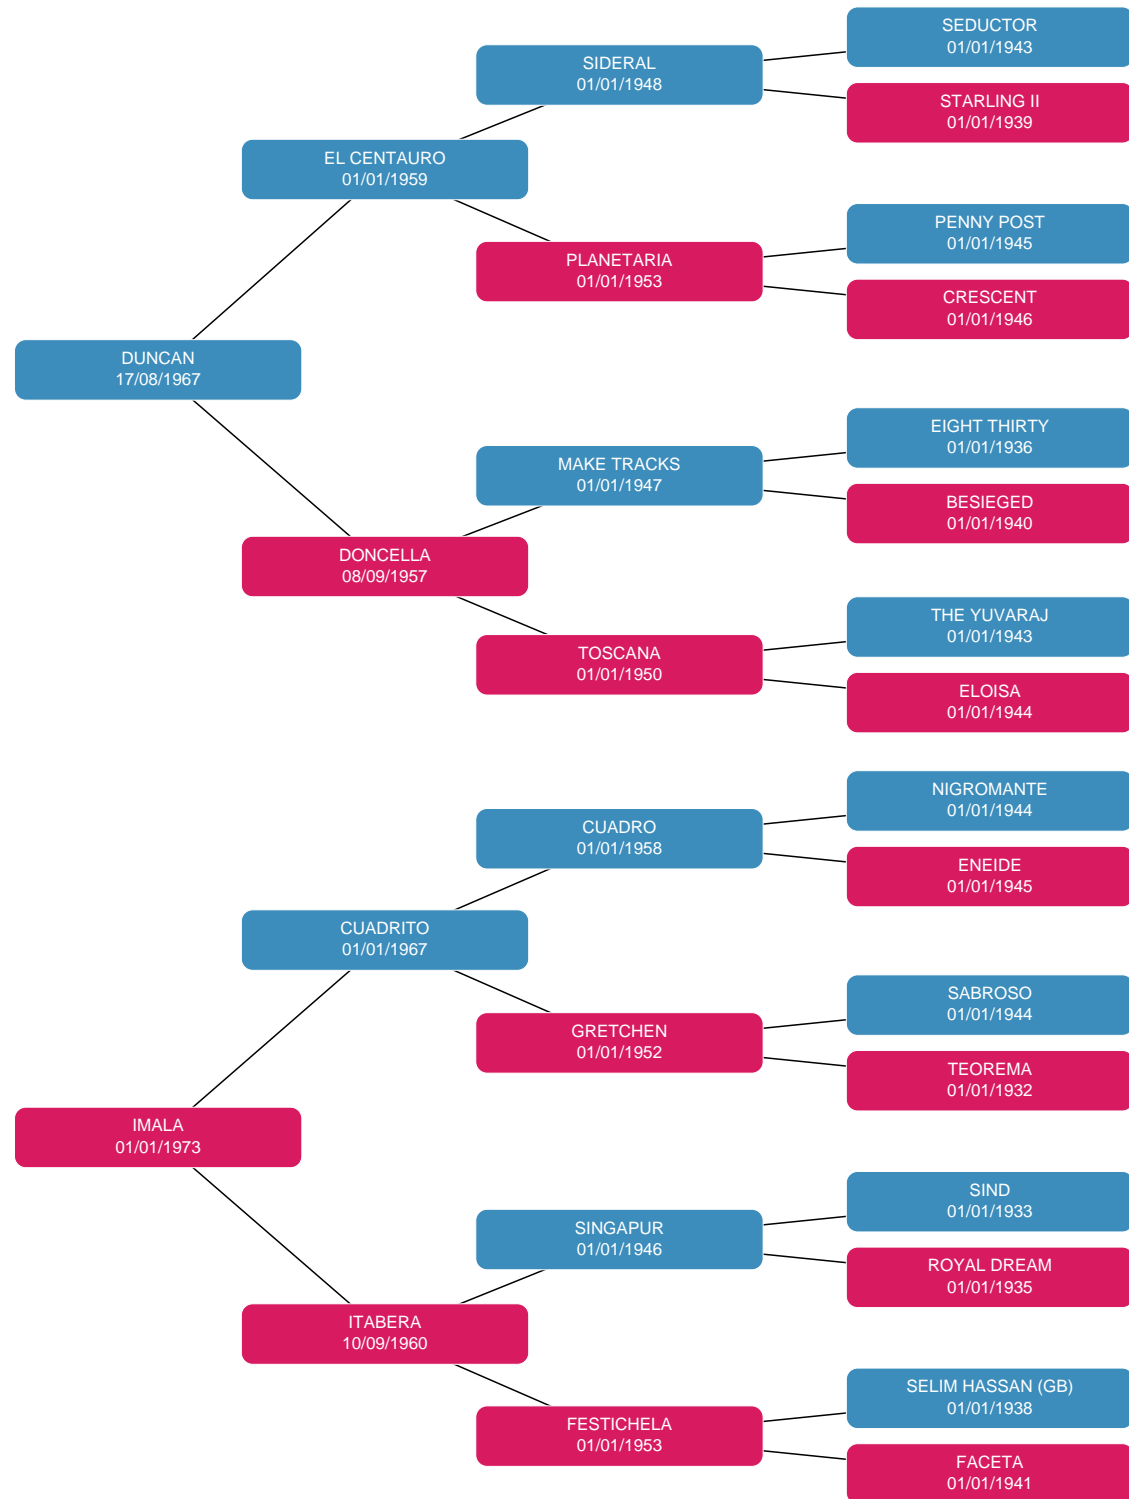 SEDUCTOR
01/01/1943
SIDERAL
01/01/1948
STARLING II
01/01/1939
EL CENTAURO
01/01/1959
PENNY POST
01/01/1945
PLANETARIA
01/01/1953
CRESCENT
01/01/1946
DUNCAN
17/08/1967
EIGHT THIRTY
01/01/1936
MAKE TRACKS
01/01/1947
BESIEGED
01/01/1940
DONCELLA
08/09/1957
THE YUVARAJ
01/01/1943
TOSCANA
01/01/1950
ELOISA
01/01/1944
NIGROMANTE
01/01/1944
CUADRO
01/01/1958
ENEIDE
01/01/1945
CUADRITO
01/01/1967
SABROSO
01/01/1944
GRETCHEN
01/01/1952
TEOREMA
01/01/1932
IMALA
01/01/1973
SIND
01/01/1933
SINGAPUR
01/01/1946
ROYAL DREAM
01/01/1935
ITABERA
10/09/1960
SELIM HASSAN (GB)
01/01/1938
FESTICHELA
01/01/1953
FACETA
01/01/1941